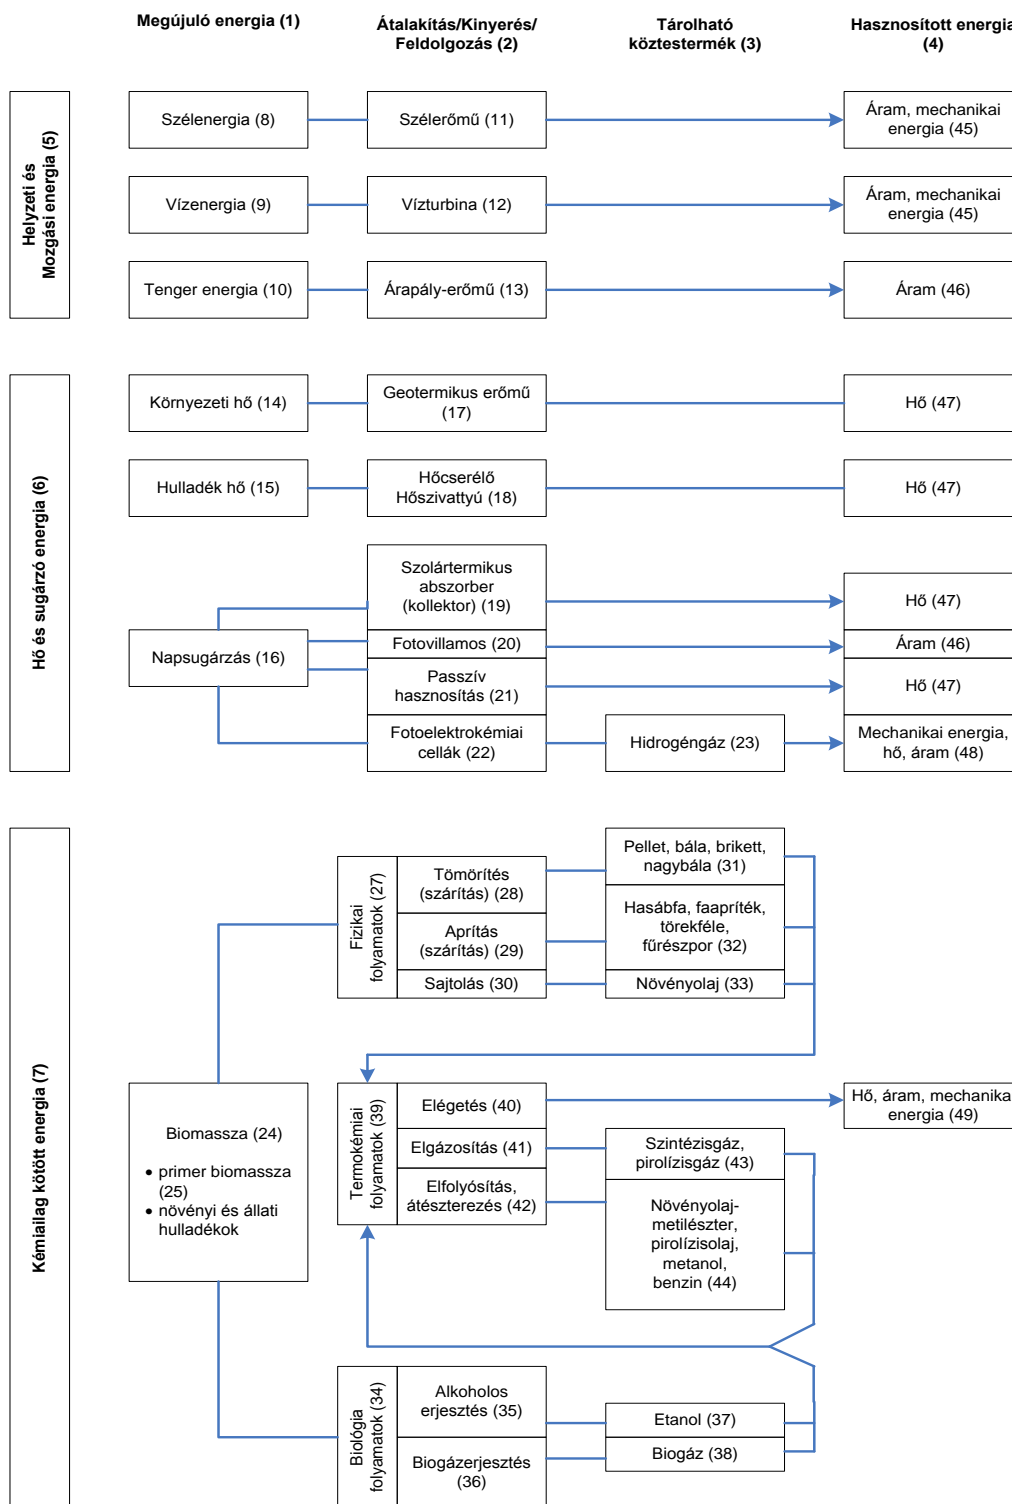 Megújuló energia (1)
Átalakítás/Kinyerés/
Feldolgozás (2)
Tárolható
köztestermék (3)
Hasznosított energia
(4)
Helyzeti és
Mozgási energia (5)
Szélenergia (8)
Szélerőmű (11)
Áram, mechanikai
energia (45)
Vízenergia (9)
Vízturbina (12)
Áram, mechanikai
energia (45)
Tenger energia (10)
Árapály-erőmű (13)
Áram (46)
Hő és sugárzó energia (6)
Környezeti hő (14)
Geotermikus erőmű
(17)
Hő (47)
Hulladék hő (15)
Hőcserélő
Hőszivattyú (18)
Hő (47)
Napsugárzás (16)
Szolártermikus
abszorber
(kollektor) (19)
Hő (47)
Fotovillamos (20)
Áram (46)
Passzív
hasznosítás (21)
Hő (47)
Fotoelektrokémiai
cellák (22)
Hidrogéngáz (23)
Mechanikai energia,
hő, áram (48)
Kémiailag kötött energia (7)
Biomassza (24)
• primer biomassza
(25)
• növényi és állati
hulladékok
Fizikai
folyamatok (27)
Tömörítés
(szárítás) (28)
Pellet, bála, brikett,
nagybála (31)
Aprítás
(szárítás) (29)
Hasábfa, faapríték,
törekféle,
fűrészpor (32)
Sajtolás (30)
Növényolaj (33)
Termokémiai
folyamatok (39)
Elégetés (40)
Hő, áram, mechanikai
energia (49)
Elgázosítás (41)
Szintézisgáz,
pirolízisgáz (43)
Elfolyósítás,
átészterezés (42)
Növényolaj-
metilészter,
pirolízisolaj,
metanol,
benzin (44)
Biológia
folyamatok (34)
Alkoholos
erjesztés (35)
Etanol (37)
Biogázerjesztés
(36)
Biogáz (38)